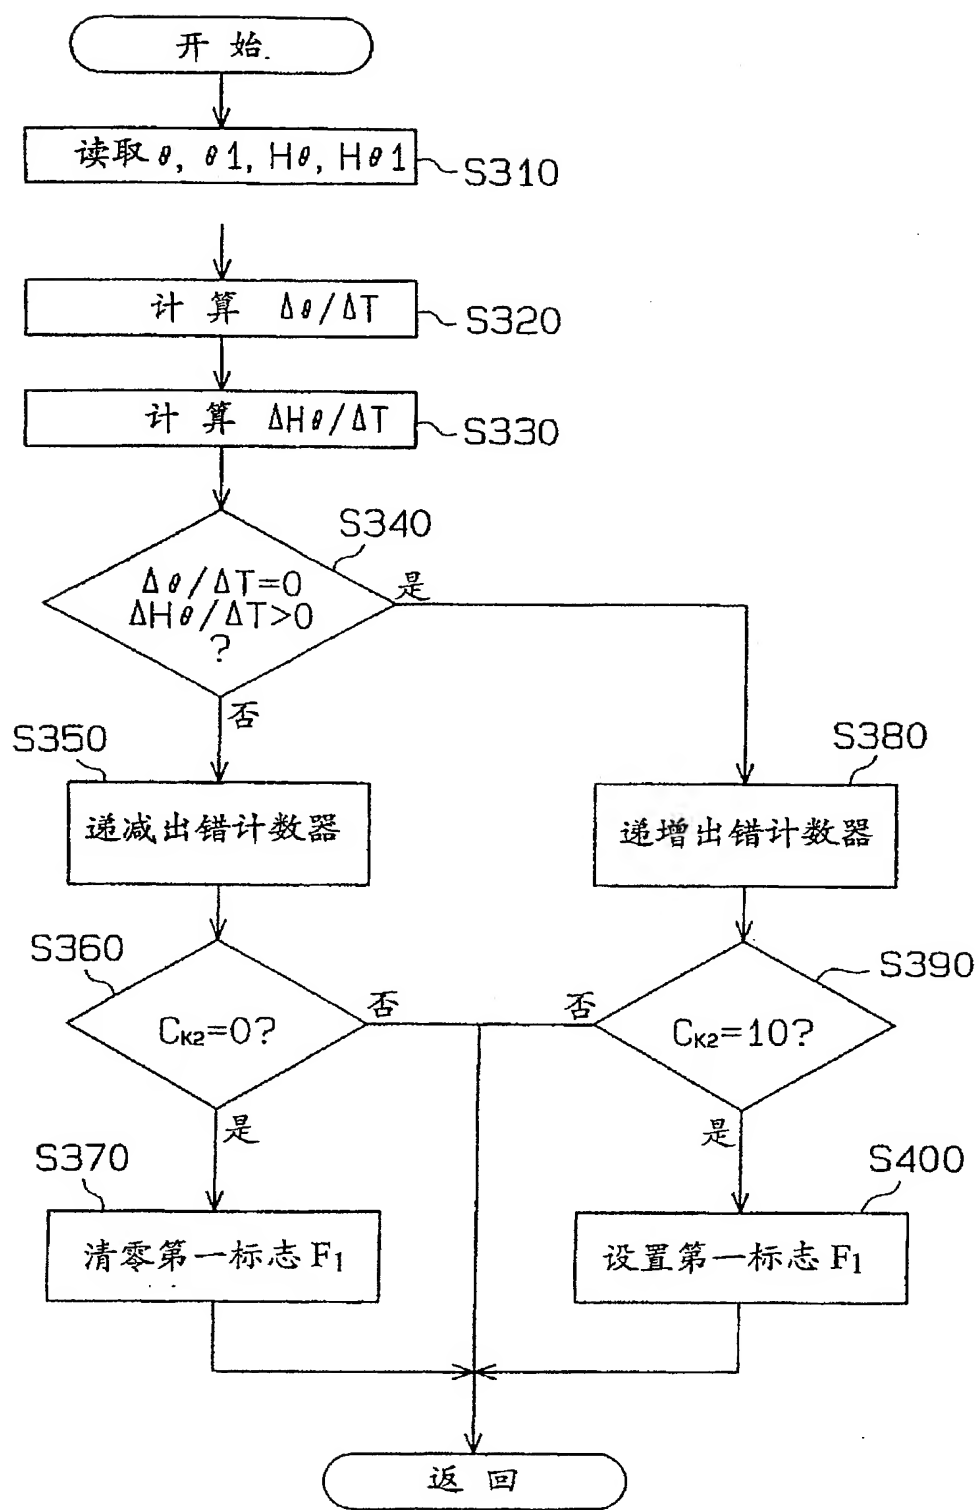 开始
读取θ, θ1, Hθ, Hθ1
S310
计算 Δθ/ΔT
S320
计算 ΔHθ/ΔT
S330
S340
Δθ/ΔT=0
ΔHθ/ΔT>0
?
是
否
S350
S380
递减出错计数器
递增出错计数器
S360
S390
CK2=0?
否
否
CK2=10?
是
是
S370
S400
清零第一标志 F1
设置第一标志 F1
返回